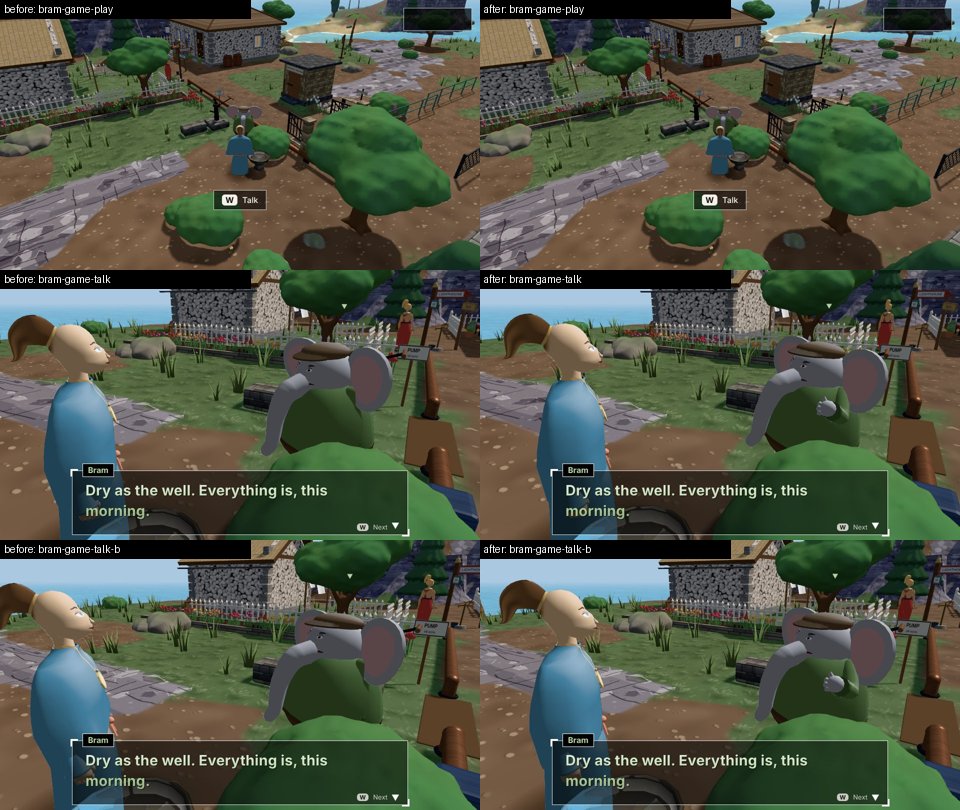 before: bram-game-play
after: bram-game-play
W Talk
W Talk
before: bram-game-talk
after: bram-game-talk
PUMP
PUMP
Bram
Dry as the well. Everything is, this
morning.
W Next
Bram
Dry as the well. Everything is, this
morning.
W Next
before: bram-game-talk-b
after: bram-game-talk-b
PUMP
PUMP
Bram
Dry as the well. Everything is, this
morning.
W Next
Bram
Dry as the well. Everything is, this
morning.
W Next